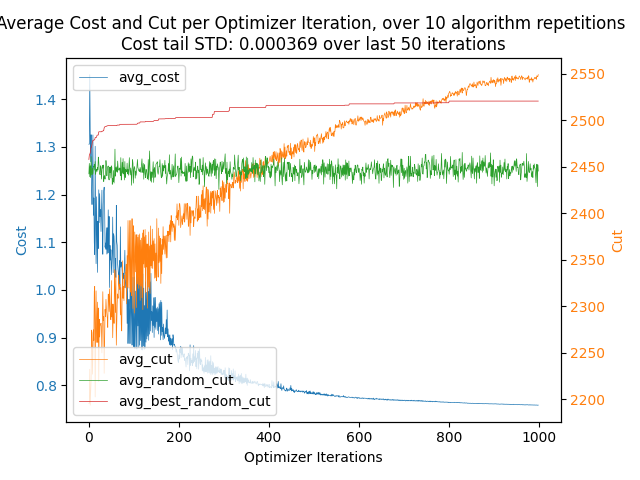 Average Cost and Cut per Optimizer Iteration, over 10 algorithm repetitions
Cost tail STD: 0.000369 over last 50 iterations
avg_cost
1.4
1.3
1.2
1.1
1.0
0.9
0.8
Cost
2550
2500
2450
2400
2350
2300
2250
2200
Cut
avg_cut
avg_random_cut
avg_best_random_cut
0
200
400
600
800
1000
Optimizer Iterations